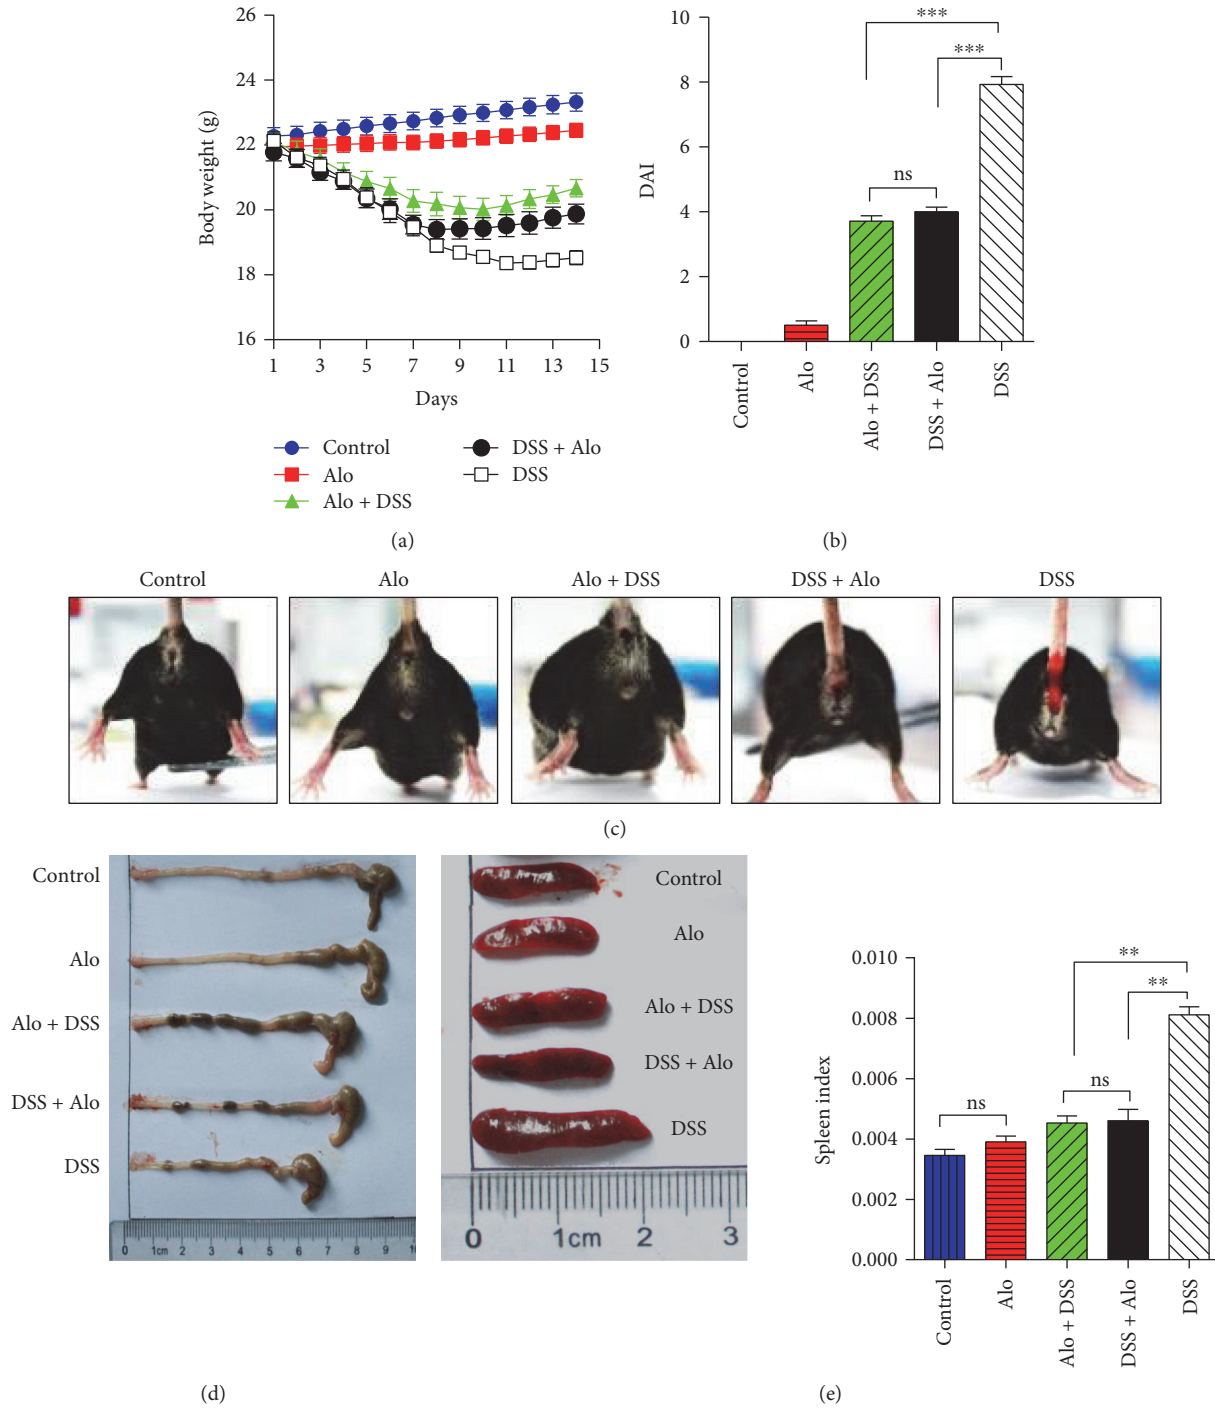 26
24
22
20
18
16
Body weight (g)
1 3 5 7 9 11 13 15
Days
Control
Alo
Alo + DSS
DSS + Alo
DSS
(a)
10
8
6
4
2
0
DAI
***
***
ns
Control
Alo
Alo + DSS
DSS + Alo
DSS
(b)
Control Alo Alo + DSS DSS + Alo DSS
(c)
Control
Alo
Alo + DSS
DSS + Alo
DSS
0 1cm 2 3 4 5 6 7 8 9 10
Control
Alo
Alo + DSS
DSS + Alo
DSS
0 1cm 2 3
(d)
0.010
0.008
0.006
0.004
0.002
0.000
Spleen index
**
**
ns
ns
Control
Alo
Alo + DSS
DSS + Alo
DSS
(e)